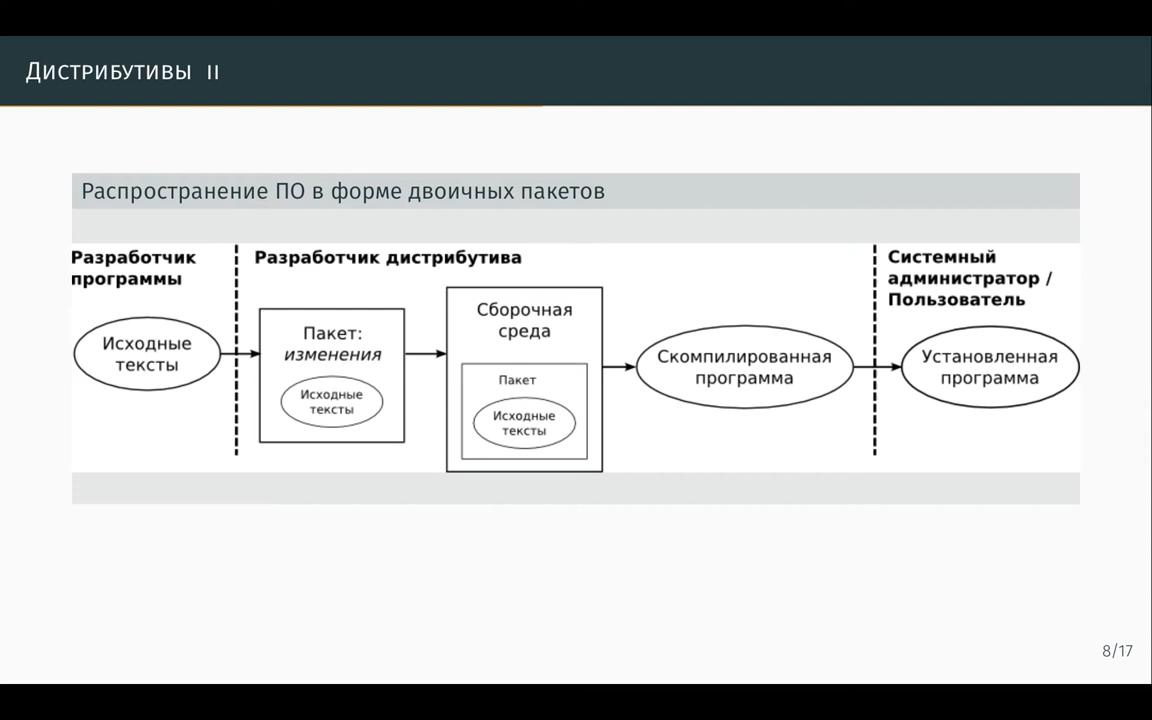 Дистрибутивы II
Распространение ПО в форме двоичных пакетов
Разработчик
программы
Исходные
тексты
Разработчик дистрибутива
Пакет:
изменения
Исходные
тексты
Сборочная
среда
Пакет
Исходные
тексты
Скомпилированная
программа
Системный
администратор /
Пользователь
Установленная
программа
8/17